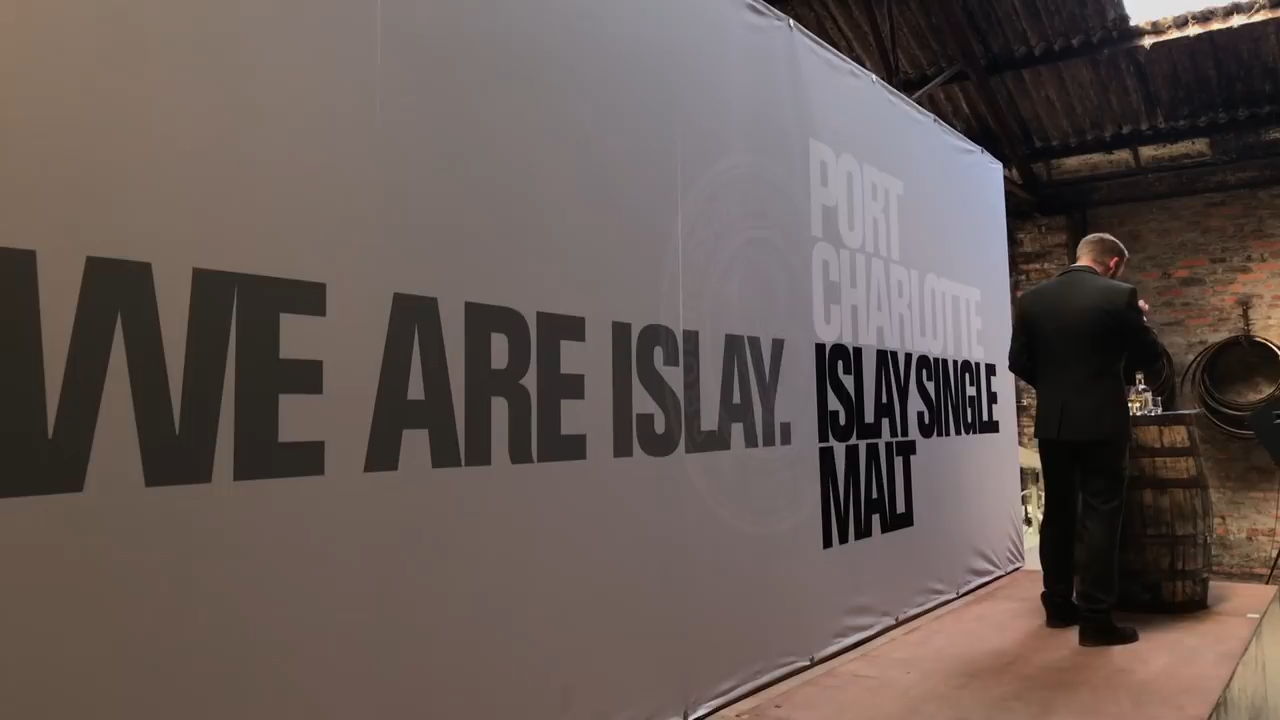 WE ARE ISLAY.
PORT
CHARLOTTE
ISLAY SINGLE
MALT